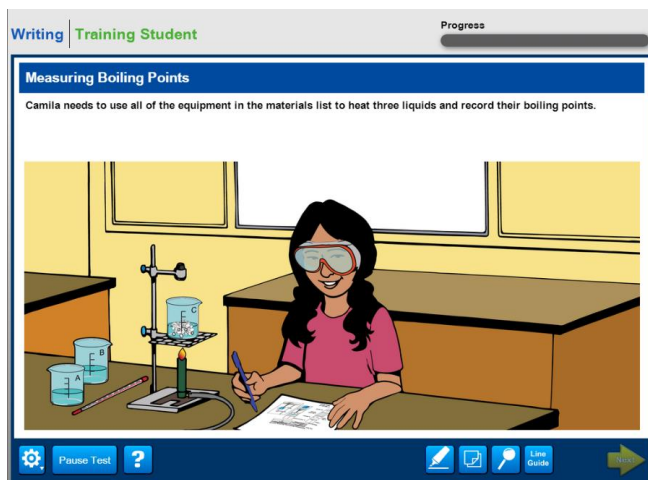 Writing Training Student
Progress
Measuring Boiling Points
Camila needs to use all of the equipment in the materials list to heat three liquids and record their boiling points.
C
B
A
Pause Test
?
Line
Guide
Next